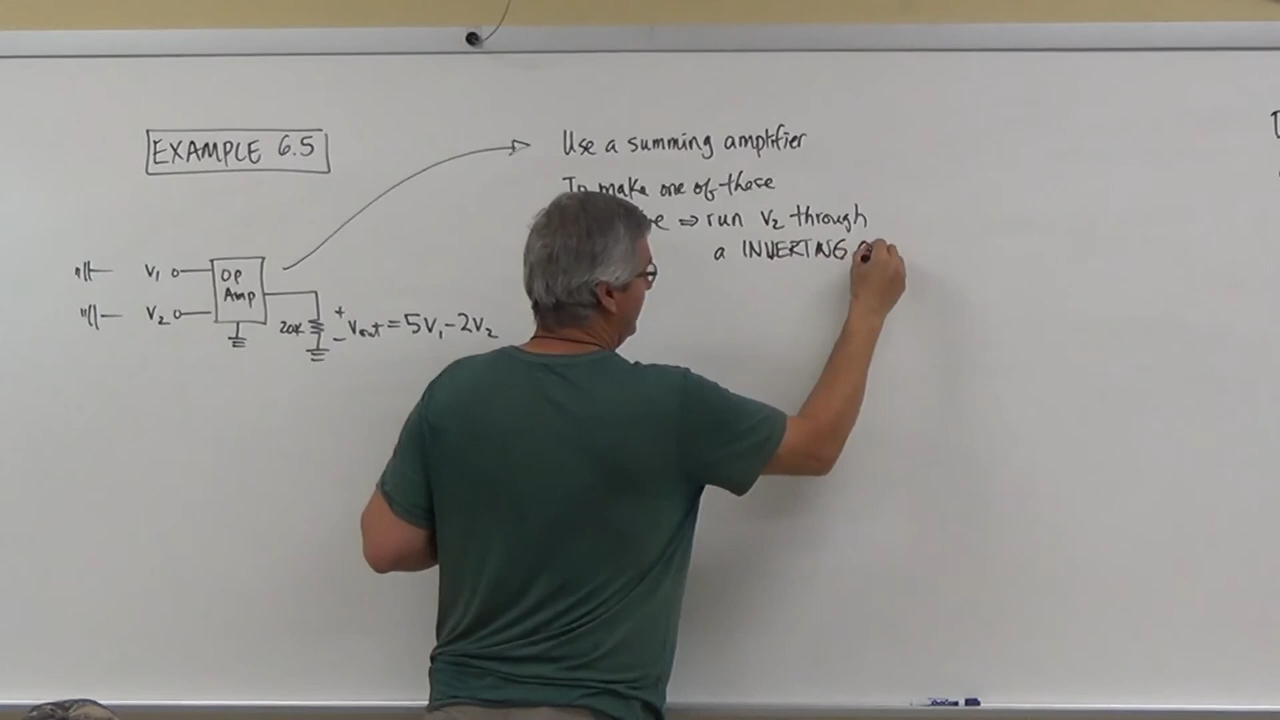 EXAMPLE 6.5
Use a summing amplifier
To make one of these
⇒ run V₂ through
a INVERTING
V₁
V₂
Op
Amp
20K
+
-
Vout = 5V₁ - 2V₂